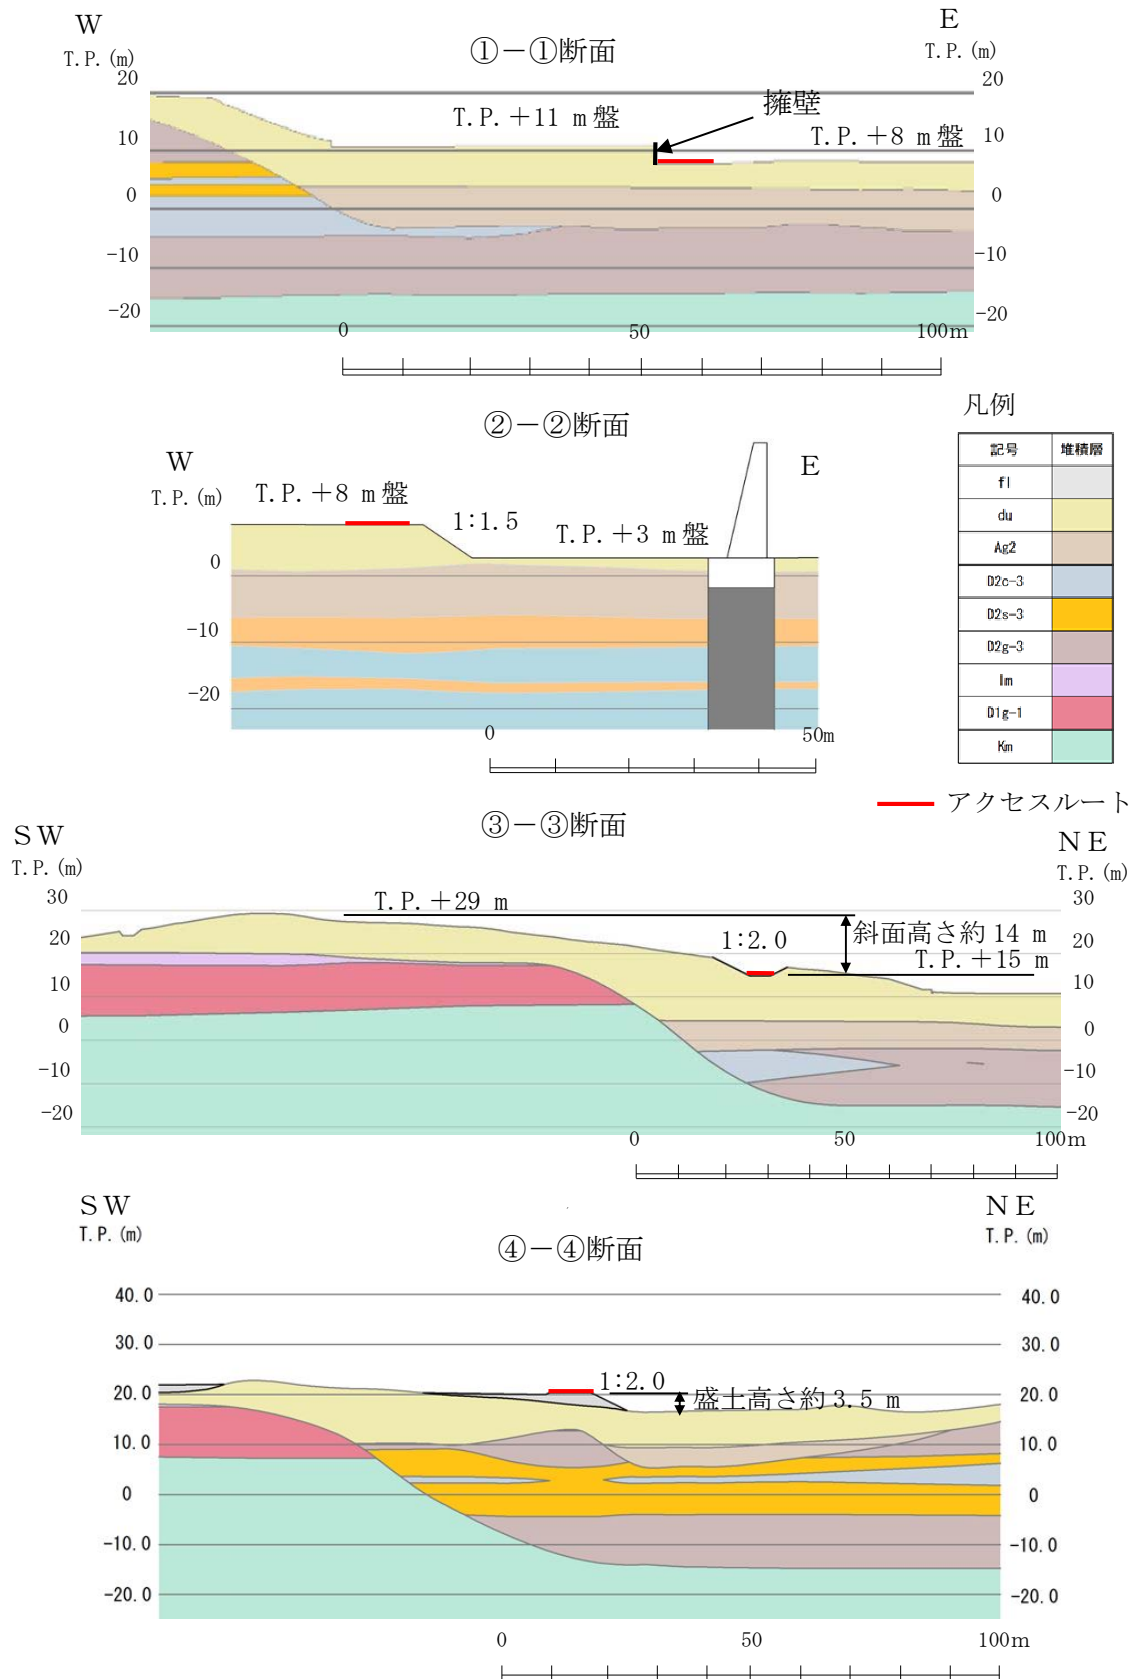 W
T.P.(m)
①－①断面
E
T.P.(m)
20
20
T.P.＋11 m盤
擁壁
T.P.＋8 m盤
10
10
0
0
-10
-10
-20
-20
0
50
100m
②－②断面
W
T.P.(m)
E
T.P.＋8 m盤
1:1.5
T.P.＋3 m盤
0
-10
-20
0
50m
凡例
記号 堆積層
fl
du
Ag2
D2c-3
D2s-3
D2g-3
lm
D1g-1
Km
アクセスルート
③－③断面
SW
T.P.(m)
NE
T.P.(m)
30
30
T.P.＋29 m
20
20
1:2.0
斜面高さ約14 m
T.P.＋15 m
10
10
0
0
-10
-10
-20
-20
0
50
100m
SW
T.P.(m)
NE
T.P.(m)
④－④断面
40.0
40.0
30.0
30.0
20.0
20.0
1:2.0
盛土高さ約3.5 m
10.0
10.0
0
0
-10.0
-10.0
-20.0
-20.0
0
50
100m